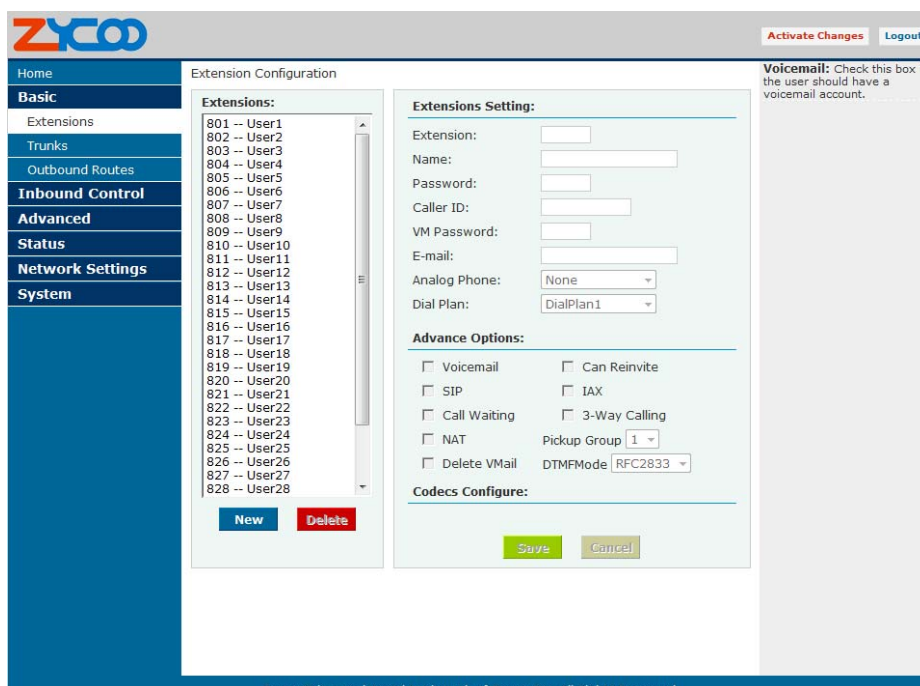 ZYCOO
Activate Changes
Logout
Home
Basic
Extensions
Trunks
Outbound Routes
Inbound Control
Advanced
Status
Network Settings
System
Extension Configuration
Extensions:
801 -- User1
802 -- User2
803 -- User3
804 -- User4
805 -- User5
806 -- User6
807 -- User7
808 -- User8
809 -- User9
810 -- User10
811 -- User11
812 -- User12
813 -- User13
814 -- User14
815 -- User15
816 -- User16
817 -- User17
818 -- User18
819 -- User19
820 -- User20
821 -- User21
822 -- User22
823 -- User23
824 -- User24
825 -- User25
826 -- User26
827 -- User27
828 -- User28
New
Delete
Extensions Setting:
Extension:
Name:
Password:
Caller ID:
VM Password:
E-mail:
Analog Phone: None
Dial Plan: DialPlan1
Advance Options:
Voicemail Can Reinvite
SIP IAX
Call Waiting 3-Way Calling
NAT Pickup Group 1
Delete VMail DTMFMode RFC2833
Codecs Configure:
Save Cancel
Voicemail: Check this box
the user should have a
voicemail account.